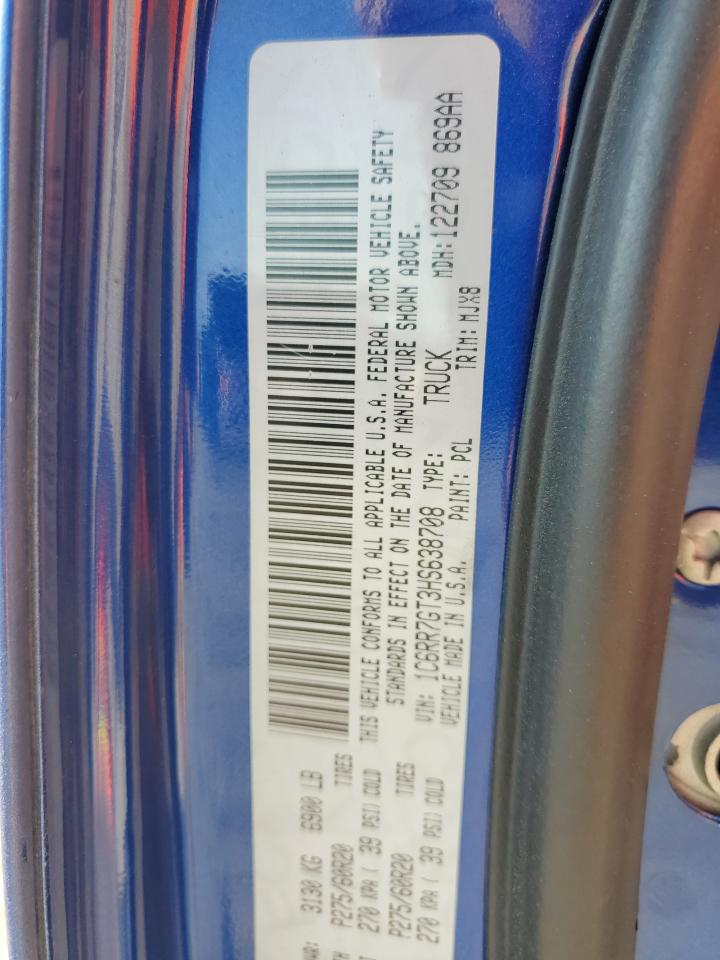 THIS VEHICLE CONFORMS TO ALL APPLICABLE U.S.A. FEDERAL MOTOR VEHICLE SAFETY
STANDARDS IN EFFECT ON THE DATE OF MANUFACTURE SHOWN ABOVE.
VIN: 1C6RR7GT3HS638708 TYPE: TRUCK MDH: 122709 869AA
VEHICLE MADE IN U.S.A. PAINT: PCL TRIM: MJX8
3130 KG 6900 LB
P275/60R20 TIRES
270 KPA ( 39 PSI) COLD
P275/60R20 TIRES
270 KPA ( 39 PSI) COLD